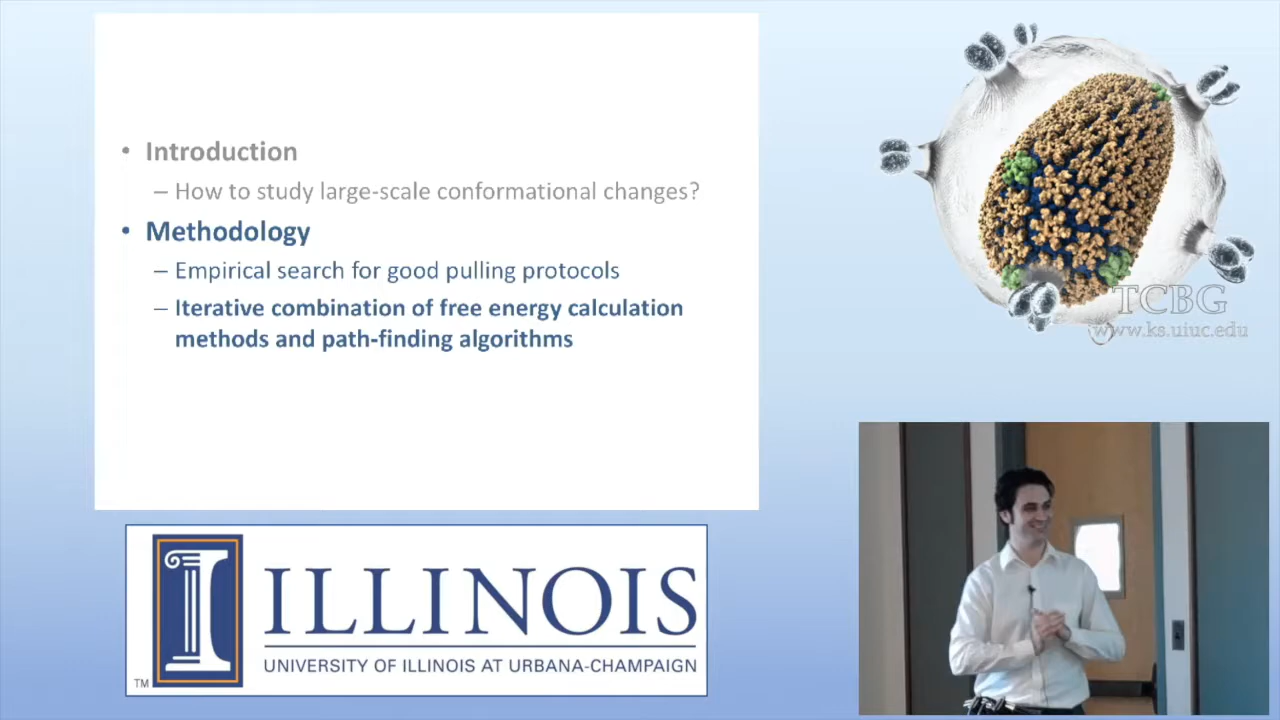 • Introduction
– How to study large-scale conformational changes?
• Methodology
– Empirical search for good pulling protocols
– Iterative combination of free energy calculation
methods and path-finding algorithms
TCBG
www.ks.uiuc.edu
I ILLINOIS
UNIVERSITY OF ILLINOIS AT URBANA-CHAMPAIGN
TM